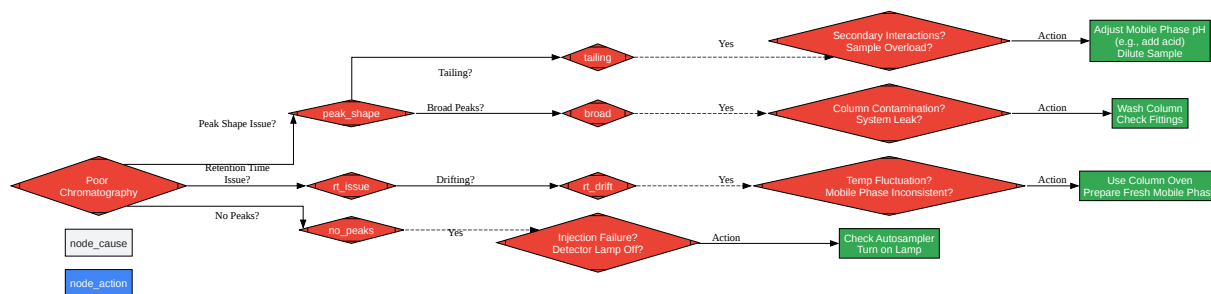 Secondary Interactions?
Sample Overload?
Action
Adjust Mobile Phase pH
(e.g., add acid)
Dilute Sample
Yes
tailing
Tailing?
peak_shape
Broad Peaks?
broad
Yes
Column Contamination?
System Leak?
Action
Wash Column
Check Fittings
Peak Shape Issue?
Poor
Chromatography
Retention Time
Issue?
rt_issue
Drifting?
rt_drift
Yes
Temp Fluctuation?
Mobile Phase Inconsistent?
Action
Use Column Oven
Prepare Fresh Mobile Phase
No Peaks?
no_peaks
Yes
Injection Failure?
Detector Lamp Off?
Action
Check Autosampler
Turn on Lamp
node_cause
node_action